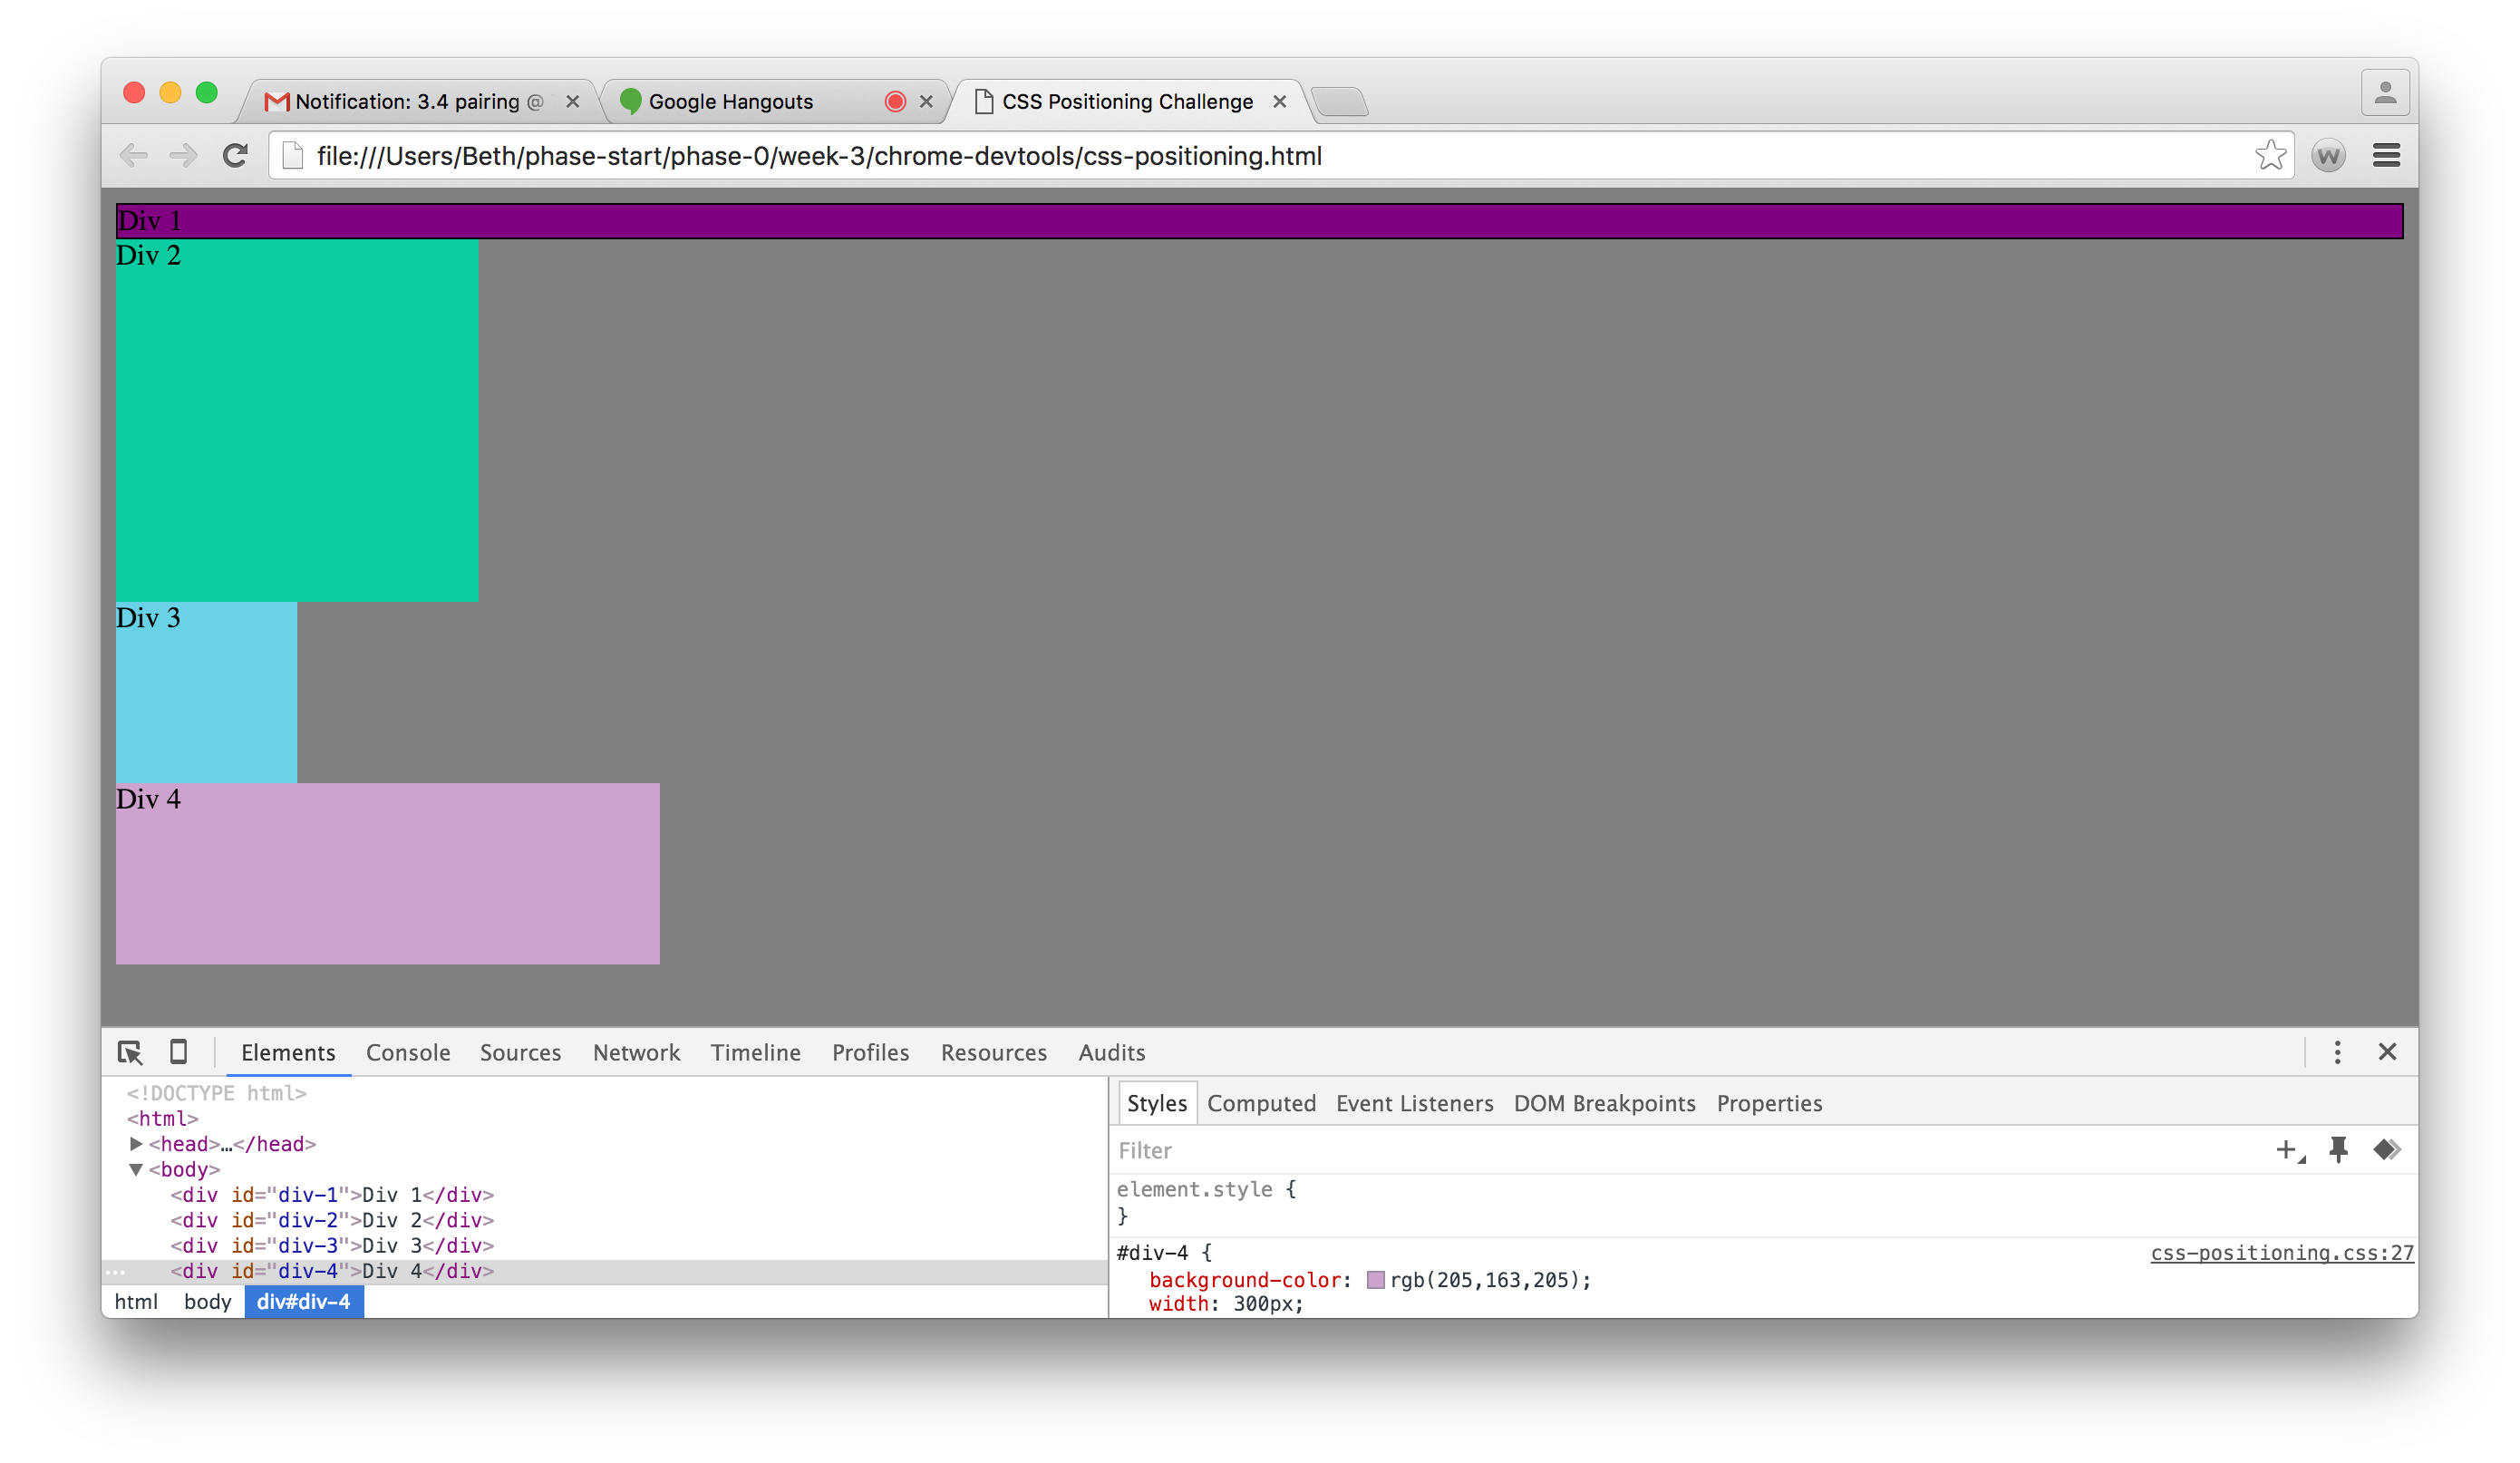 Notification: 3.4 pairing @
Google Hangouts
CSS Positioning Challenge
file:///Users/Beth/phase-start/phase-0/week-3/chrome-devtools/css-positioning.html
W
Div 1
Div 2
Div 3
Div 4
Elements Console Sources Network Timeline Profiles Resources Audits
<!DOCTYPE html>
<html>
<head>…</head>
<body>
<div id="div-1">Div 1</div>
<div id="div-2">Div 2</div>
<div id="div-3">Div 3</div>
<div id="div-4">Div 4</div>
html body div#div-4
Styles Computed Event Listeners DOM Breakpoints Properties
Filter
element.style {
}
#div-4 { css-positioning.css:27
background-color: rgb(205,163,205);
width: 300px;